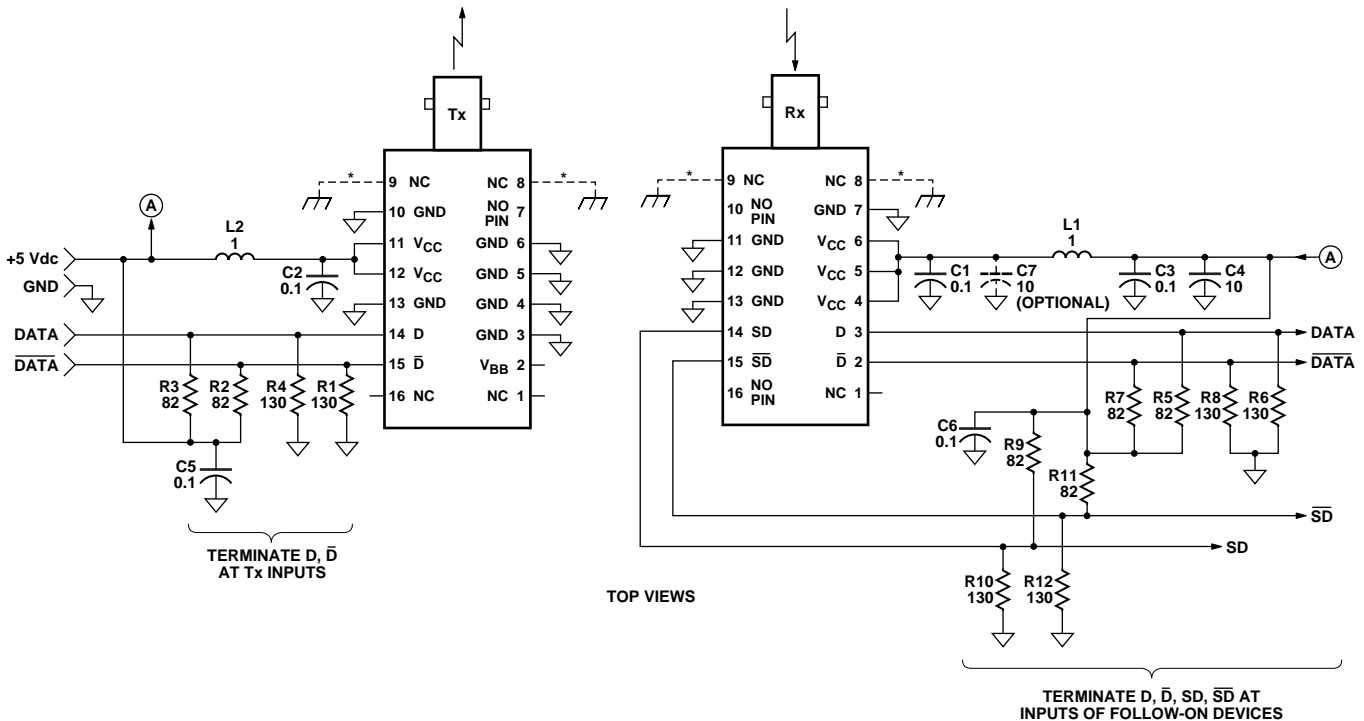 Tx
9 NC
NC 8
10 GND
NO PIN 7
11 VCC
GND 6
12 VCC
GND 5
13 GND
GND 4
14 D
GND 3
15 D̅
VBB 2
16 NC
NC 1
*
*
A
L2
1
+5 Vdc
GND
C2
0.1
DATA
D̅A̅T̅A̅
R3
82
R2
82
R4
130
R1
130
C5
0.1
TERMINATE D, D̅
AT Tx INPUTS
Rx
*
*
9 NC
NC 8
10 NO PIN
GND 7
11 GND
VCC 6
12 GND
VCC 5
13 GND
VCC 4
14 SD
D 3
15 S̅D̅
D̅ 2
16 NO PIN
NC 1
L1
1
A
C1
0.1
C7
10
(OPTIONAL)
C3
0.1
C4
10
DATA
D̅A̅T̅A̅
R7
82
R5
82
R8
130
R6
130
C6
0.1
R9
82
R11
82
S̅D̅
SD
R10
130
R12
130
TOP VIEWS
TERMINATE D, D̅, SD, S̅D̅ AT
INPUTS OF FOLLOW-ON DEVICES